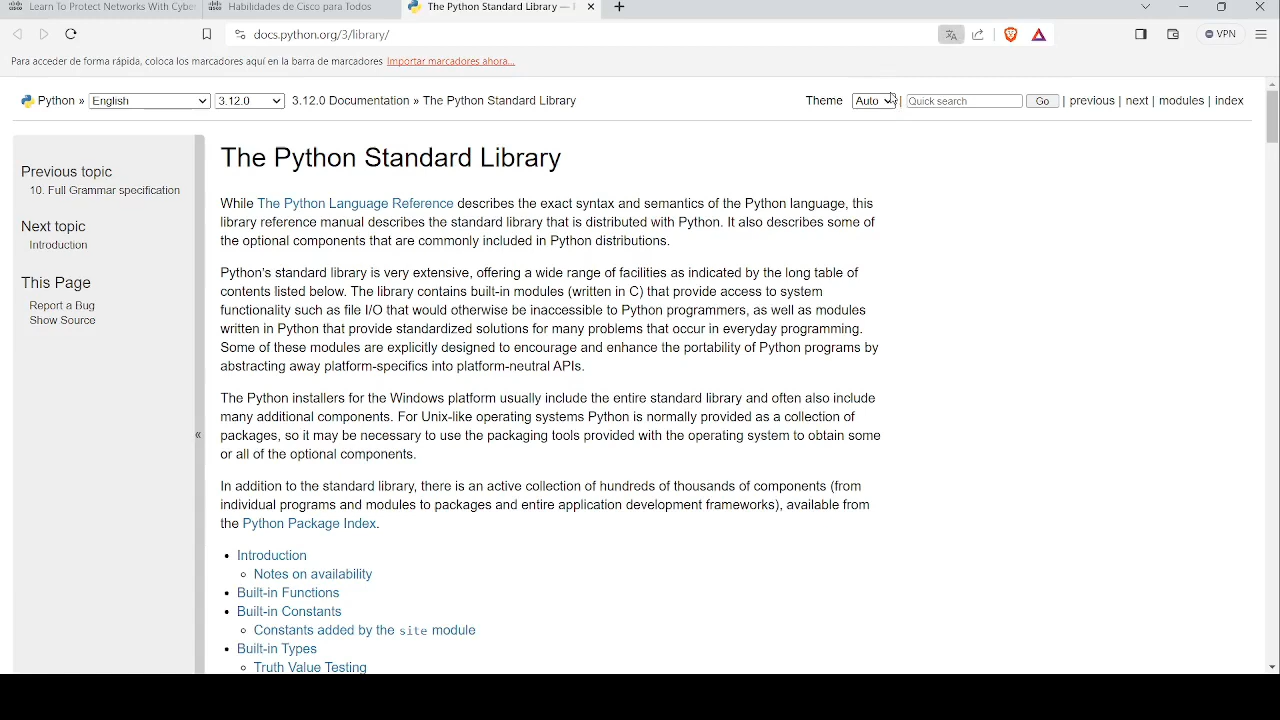 Learn To Protect Networks With Cyber
Habilidades de Cisco para Todos
The Python Standard Library —
docs.python.org/3/library/
VPN
Para acceder de forma rápida, coloca los marcadores aquí en la barra de marcadores Importar marcadores ahora...
Python » English 3.12.0 3.12.0 Documentation » The Python Standard Library
Theme Auto | Quick search Go | previous | next | modules | index
Previous topic
10. Full Grammar specification
Next topic
Introduction
This Page
Report a Bug
Show Source
«
The Python Standard Library
While The Python Language Reference describes the exact syntax and semantics of the Python language, this
library reference manual describes the standard library that is distributed with Python. It also describes some of
the optional components that are commonly included in Python distributions.
Python's standard library is very extensive, offering a wide range of facilities as indicated by the long table of
contents listed below. The library contains built-in modules (written in C) that provide access to system
functionality such as file I/O that would otherwise be inaccessible to Python programmers, as well as modules
written in Python that provide standardized solutions for many problems that occur in everyday programming.
Some of these modules are explicitly designed to encourage and enhance the portability of Python programs by
abstracting away platform-specifics into platform-neutral APIs.
The Python installers for the Windows platform usually include the entire standard library and often also include
many additional components. For Unix-like operating systems Python is normally provided as a collection of
packages, so it may be necessary to use the packaging tools provided with the operating system to obtain some
or all of the optional components.
In addition to the standard library, there is an active collection of hundreds of thousands of components (from
individual programs and modules to packages and entire application development frameworks), available from
the Python Package Index.
• Introduction
◦ Notes on availability
• Built-in Functions
• Built-in Constants
◦ Constants added by the site module
• Built-in Types
◦ Truth Value Testing